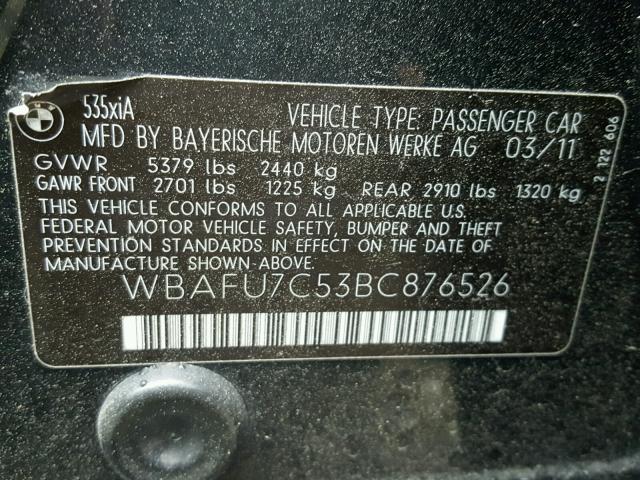 535xiA
VEHICLE TYPE: PASSENGER CAR
MFD BY BAYERISCHE MOTOREN WERKE AG 03/11
GVWR 5379 lbs 2440 kg
GAWR FRONT 2701 lbs 1225 kg REAR 2910 lbs 1320 kg
THIS VEHICLE CONFORMS TO ALL APPLICABLE U.S.
FEDERAL MOTOR VEHICLE SAFETY, BUMPER AND THEFT
PREVENTION STANDARDS IN EFFECT ON THE DATE OF
MANUFACTURE SHOWN ABOVE.
WBAFU7C53BC876526
2 122 606